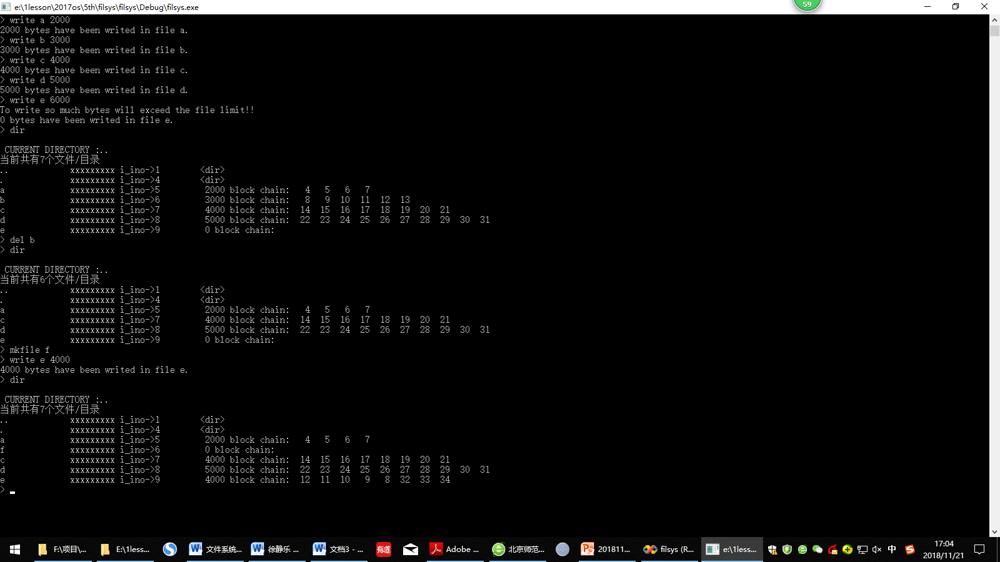 e:\1lesson\2017os\5th\filsys\filsys\Debug\filsys.exe
59
> write a 2000
2000 bytes have been writed in file a.
> write b 3000
3000 bytes have been writed in file b.
> write c 4000
4000 bytes have been writed in file c.
> write d 5000
5000 bytes have been writed in file d.
> write e 6000
To write so much bytes will exceed the file limit!!
0 bytes have been writed in file e.
> dir
CURRENT DIRECTORY :..
当前共有7个文件/目录
.. xxxxxxxxx i_ino->1 <dir>
. xxxxxxxxx i_ino->4 <dir>
a xxxxxxxxx i_ino->5 2000 block chain: 4 5 6 7
b xxxxxxxxx i_ino->6 3000 block chain: 8 9 10 11 12 13
c xxxxxxxxx i_ino->7 4000 block chain: 14 15 16 17 18 19 20 21
d xxxxxxxxx i_ino->8 5000 block chain: 22 23 24 25 26 27 28 29 30 31
e xxxxxxxxx i_ino->9 0 block chain:
> del b
> dir
CURRENT DIRECTORY :..
当前共有6个文件/目录
.. xxxxxxxxx i_ino->1 <dir>
. xxxxxxxxx i_ino->4 <dir>
a xxxxxxxxx i_ino->5 2000 block chain: 4 5 6 7
c xxxxxxxxx i_ino->7 4000 block chain: 14 15 16 17 18 19 20 21
d xxxxxxxxx i_ino->8 5000 block chain: 22 23 24 25 26 27 28 29 30 31
e xxxxxxxxx i_ino->9 0 block chain:
> mkfile f
> write e 4000
4000 bytes have been writed in file e.
> dir
CURRENT DIRECTORY :..
当前共有7个文件/目录
.. xxxxxxxxx i_ino->1 <dir>
. xxxxxxxxx i_ino->4 <dir>
a xxxxxxxxx i_ino->5 2000 block chain: 4 5 6 7
f xxxxxxxxx i_ino->6 0 block chain:
c xxxxxxxxx i_ino->7 4000 block chain: 14 15 16 17 18 19 20 21
d xxxxxxxxx i_ino->8 5000 block chain: 22 23 24 25 26 27 28 29 30 31
e xxxxxxxxx i_ino->9 4000 block chain: 12 11 10 9 8 32 33 34
>
F:\项目\... E:\1less... 文件系统... 徐静乐 ... 文档3 - ... 有道 Adobe ... 北京师范... 201811... filsys (R... e:\1less... 中 17:04
2018/11/21